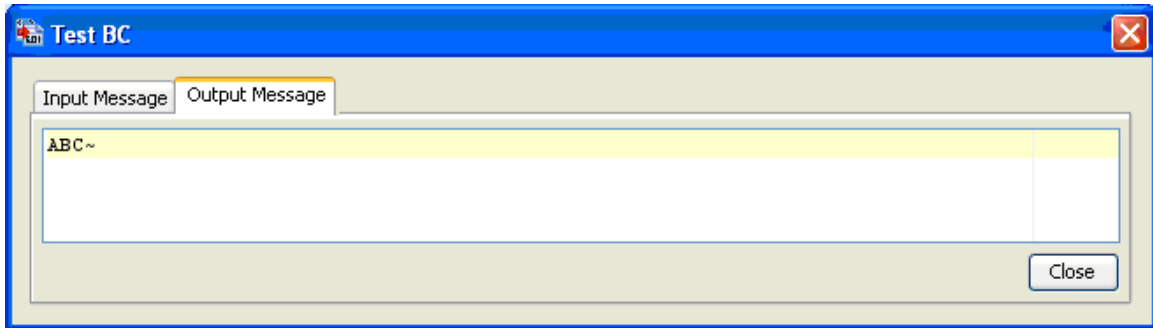 Test BC
Input Message Output Message
ABC~
Close